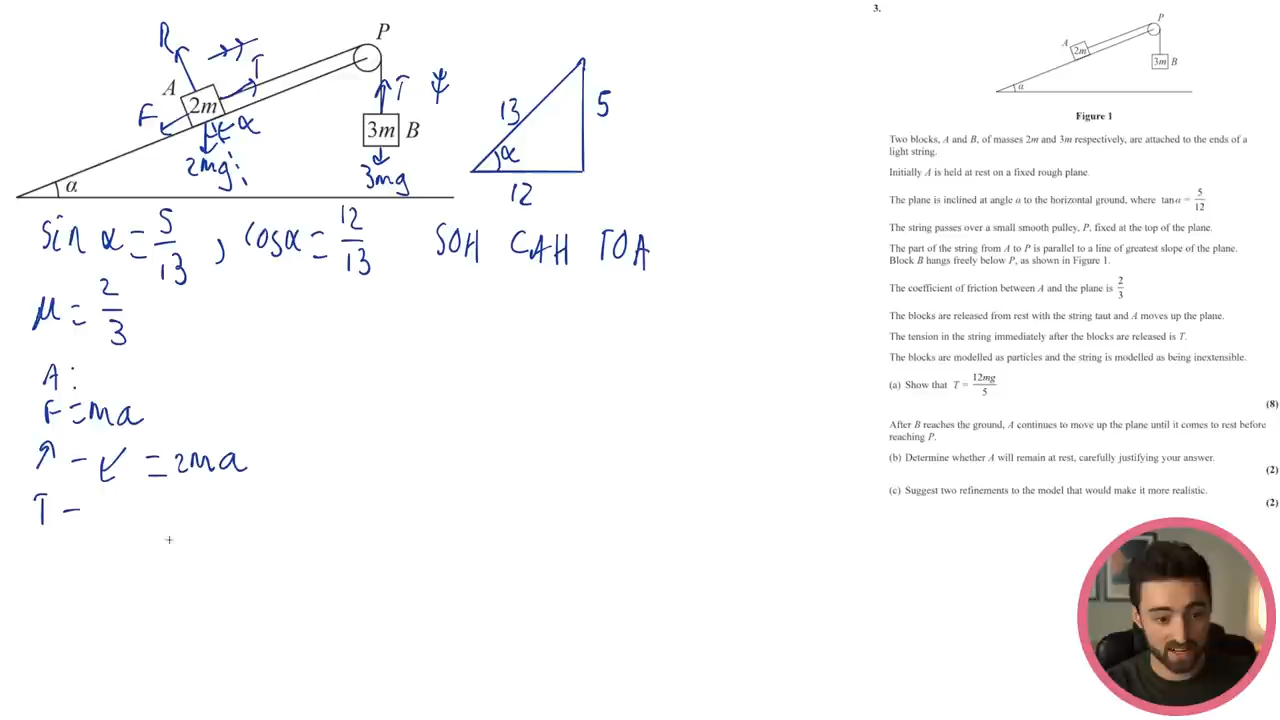 R
T
A
2m
F
α
2mg
α
P
T
3m B
3mg
13
5
α
12
sin α = 5/13 , cosα = 12/13 SOH CAH TOA
μ = 2/3
A:
F = ma
↗ - ↙ = 2ma
T -
3.
P
A
2m
3m B
α
Figure 1
Two blocks, A and B, of masses 2m and 3m respectively, are attached to the ends of a
light string.
Initially A is held at rest on a fixed rough plane.
The plane is inclined at angle α to the horizontal ground, where tan α = 5/12
The string passes over a small smooth pulley, P, fixed at the top of the plane.
The part of the string from A to P is parallel to a line of greatest slope of the plane.
Block B hangs freely below P, as shown in Figure 1.
The coefficient of friction between A and the plane is 2/3
The blocks are released from rest with the string taut and A moves up the plane.
The tension in the string immediately after the blocks are released is T.
The blocks are modelled as particles and the string is modelled as being inextensible.
(a) Show that T = 12mg/5
(8)
After B reaches the ground, A continues to move up the plane until it comes to rest before
reaching P.
(b) Determine whether A will remain at rest, carefully justifying your answer.
(2)
(c) Suggest two refinements to the model that would make it more realistic.
(2)